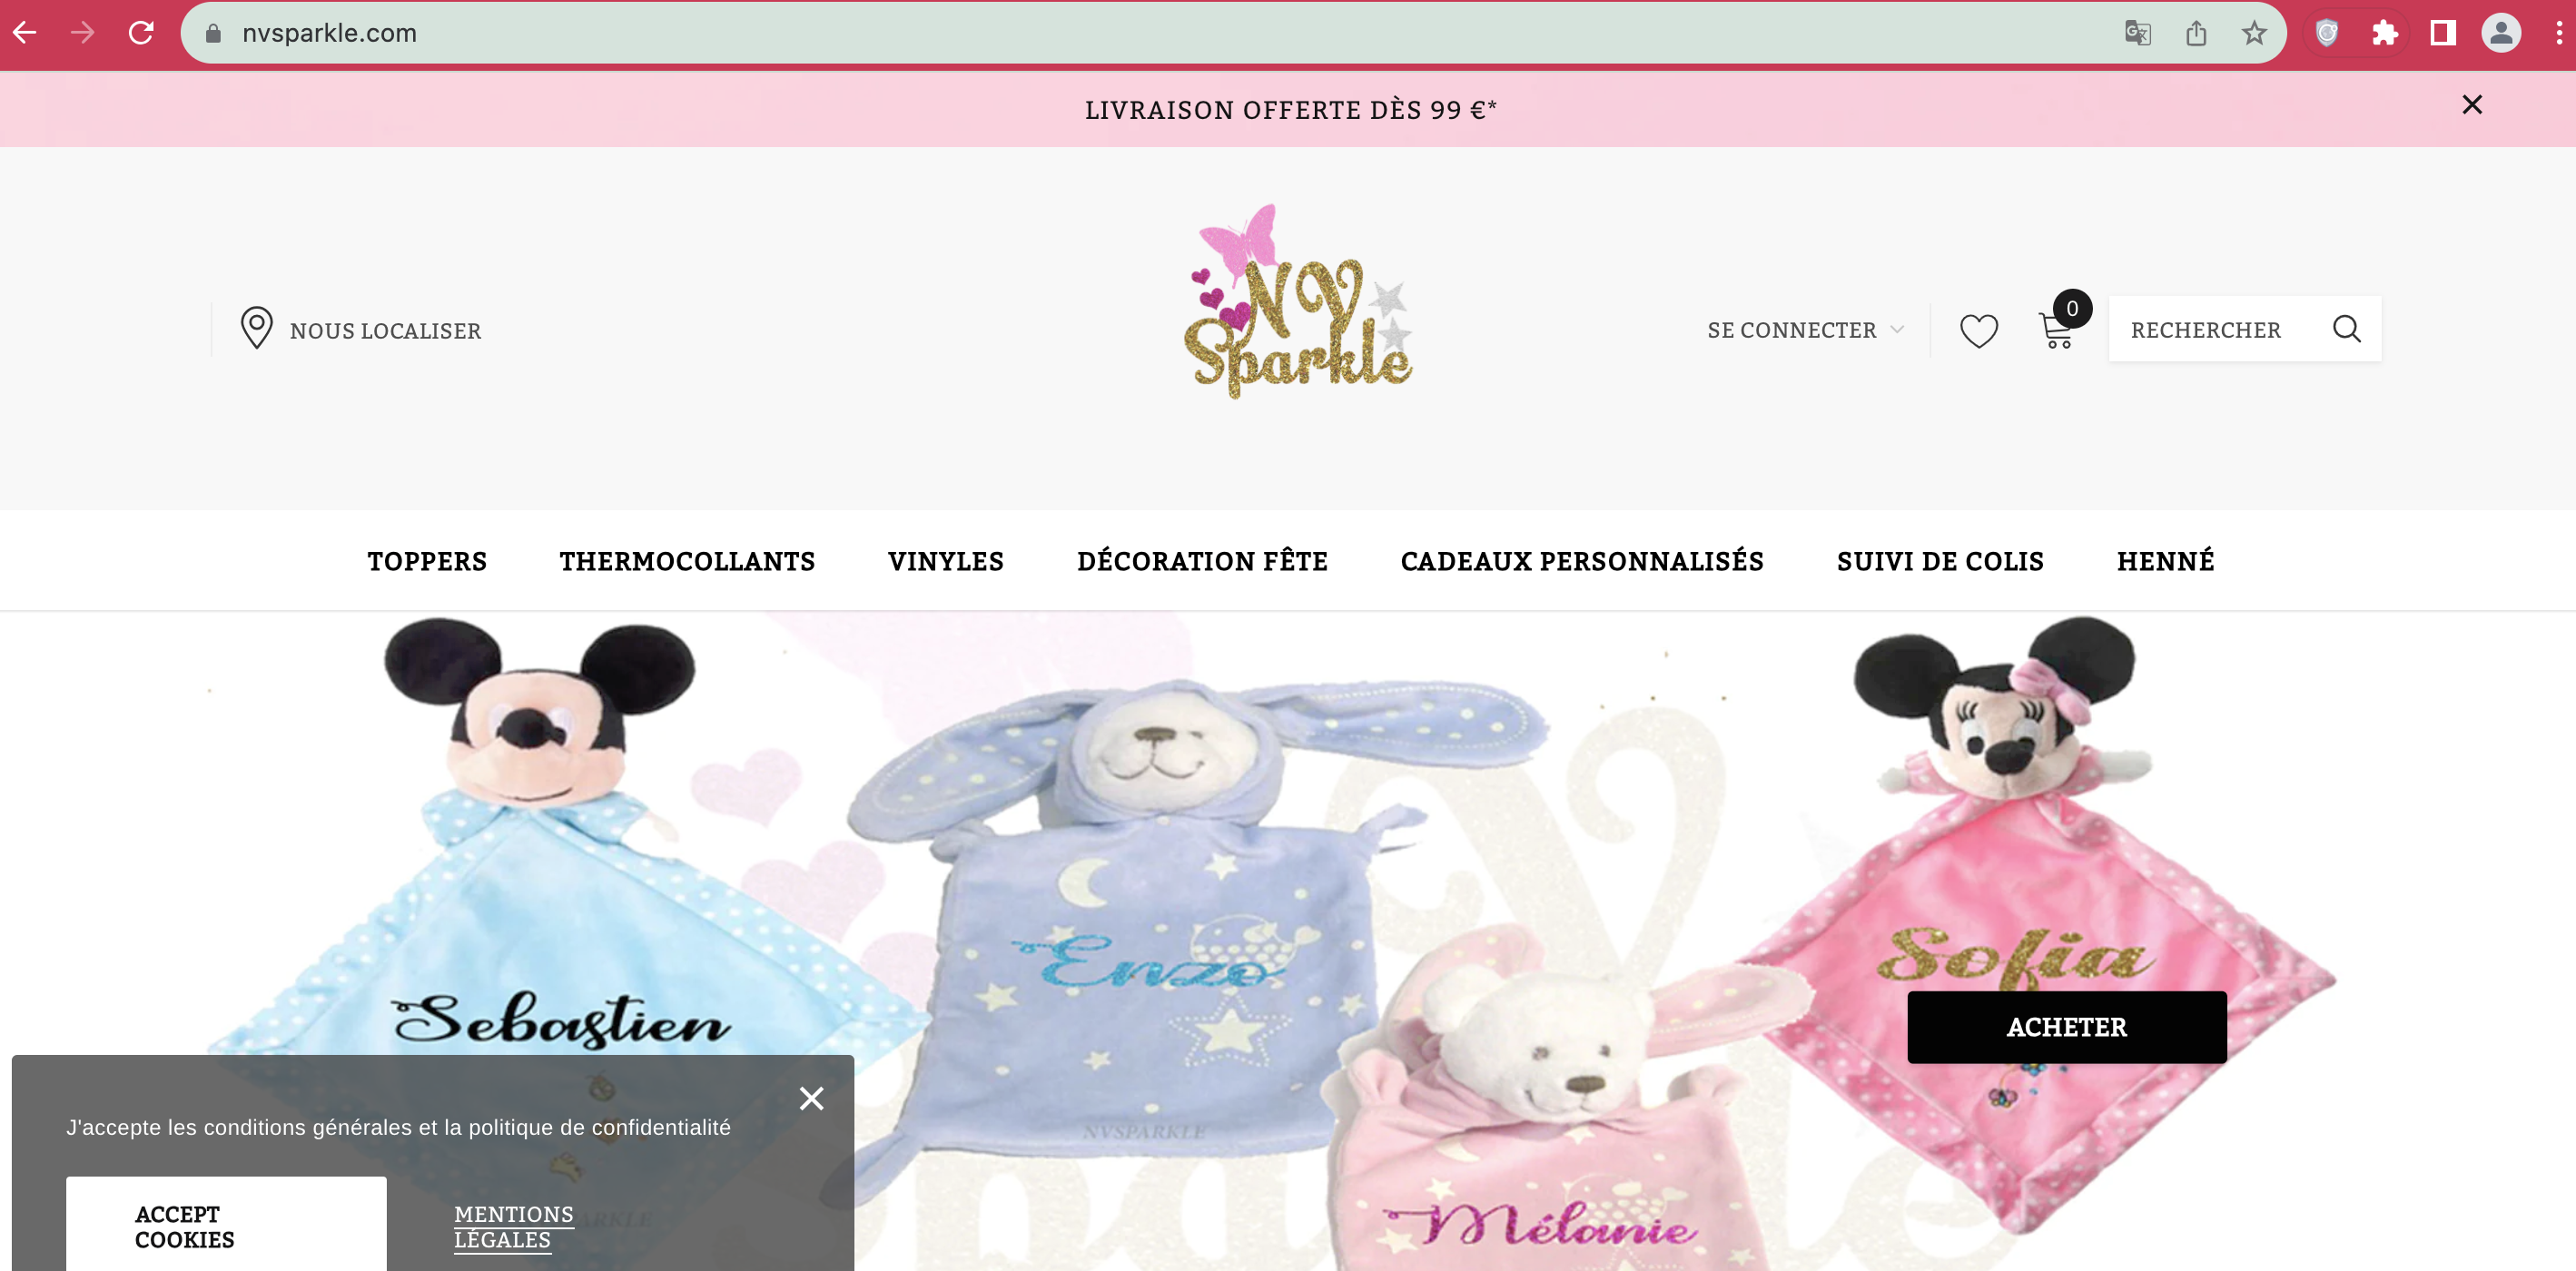 nvsparkle.com
LIVRAISON OFFERTE DÈS 99 €*
NOUS LOCALISER
NV
Sparkle
SE CONNECTER
0
RECHERCHER
TOPPERS THERMOCOLLANTS VINYLES DÉCORATION FÊTE CADEAUX PERSONNALISÉS SUIVI DE COLIS HENNÉ
Sebastien
Enzo
Sofia
ACHETER
NVSPARKLE
Mélanie
J'accepte les conditions générales et la politique de confidentialité
ACCEPT
COOKIES
MENTIONS
LÉGALES